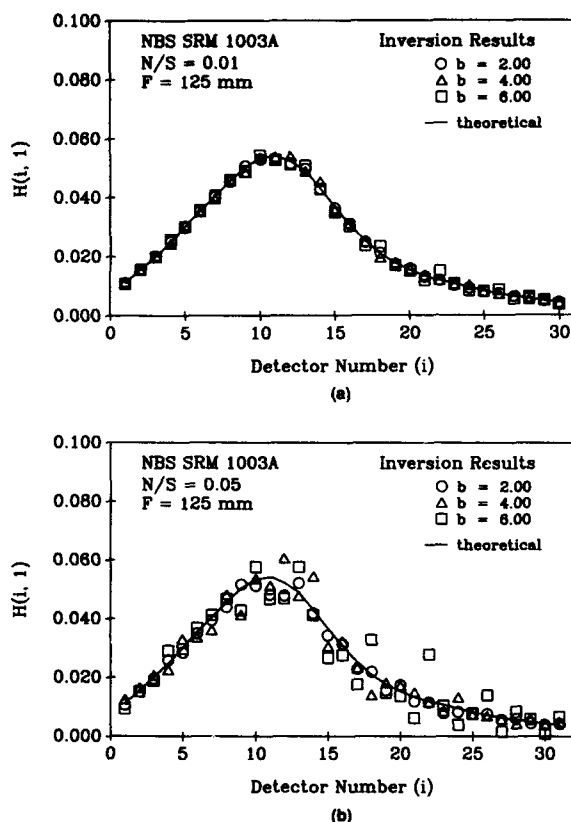 0.100
0.080
0.060
0.040
0.020
0.000
H(i, 1)
NBS SRM 1003A
N/S = 0.01
F = 125 mm
Inversion Results
b = 2.00
b = 4.00
b = 6.00
theoretical
0 5 10 15 20 25 30
Detector Number (i)
(a)
0.100
0.080
0.060
0.040
0.020
0.000
H(i, 1)
NBS SRM 1003A
N/S = 0.05
F = 125 mm
Inversion Results
b = 2.00
b = 4.00
b = 6.00
theoretical
0 5 10 15 20 25 30
Detector Number (i)
(b)